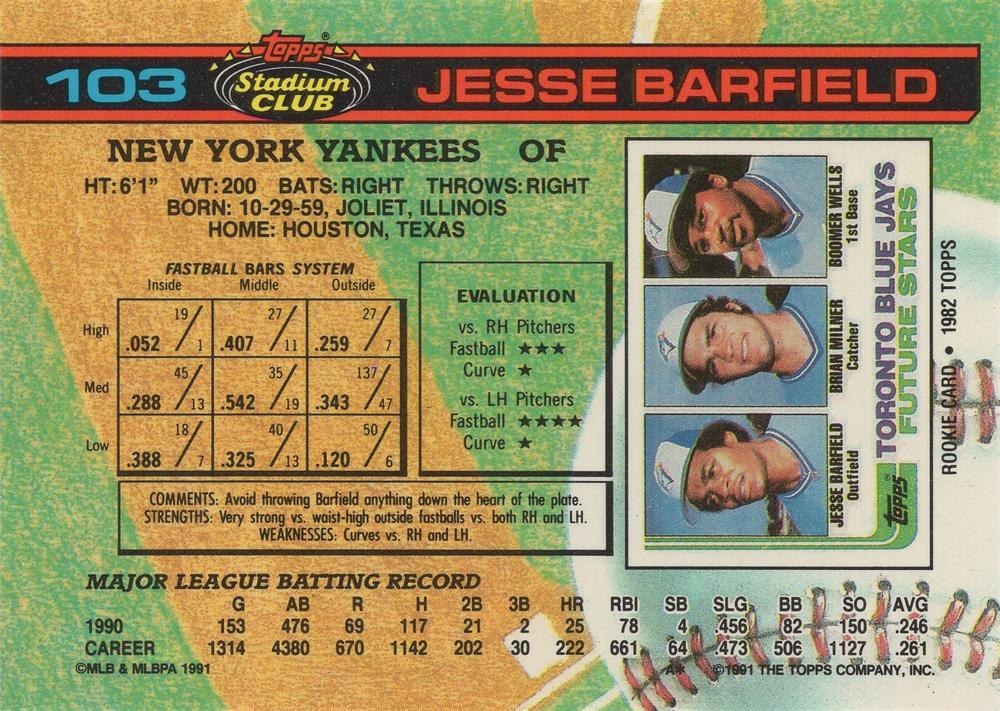 103
Topps®
Stadium
CLUB
JESSE BARFIELD
NEW YORK YANKEES OF
HT: 6'1" WT: 200 BATS: RIGHT THROWS: RIGHT
BORN: 10-29-59, JOLIET, ILLINOIS
HOME: HOUSTON, TEXAS
FASTBALL BARS SYSTEM
Inside Middle Outside
High .052 19/1 .407 27/11 .259 27/7
Med .288 45/13 .542 35/19 .343 137/47
Low .388 18/7 .325 40/13 .120 50/6
EVALUATION
vs. RH Pitchers
Fastball ★★★
Curve ★
vs. LH Pitchers
Fastball ★★★★
Curve ★
COMMENTS: Avoid throwing Barfield anything down the heart of the plate.
STRENGTHS: Very strong vs. waist-high outside fastballs vs. both RH and LH.
WEAKNESSES: Curves vs. RH and LH.
JESSE BARFIELD
Outfield
BRIAN MILNER
Catcher
BOOMER WELLS
1st Base
Topps
TORONTO BLUE JAYS
FUTURE STARS
ROOKIE CARD • 1982 TOPPS
MAJOR LEAGUE BATTING RECORD
G AB R H 2B 3B HR RBI SB SLG BB SO AVG
1990 153 476 69 117 21 2 25 78 4 .456 82 150 .246
CAREER 1314 4380 670 1142 202 30 222 661 64 .473 506 1127 .261
©MLB & MLBPA 1991 A* ©1991 THE TOPPS COMPANY, INC.